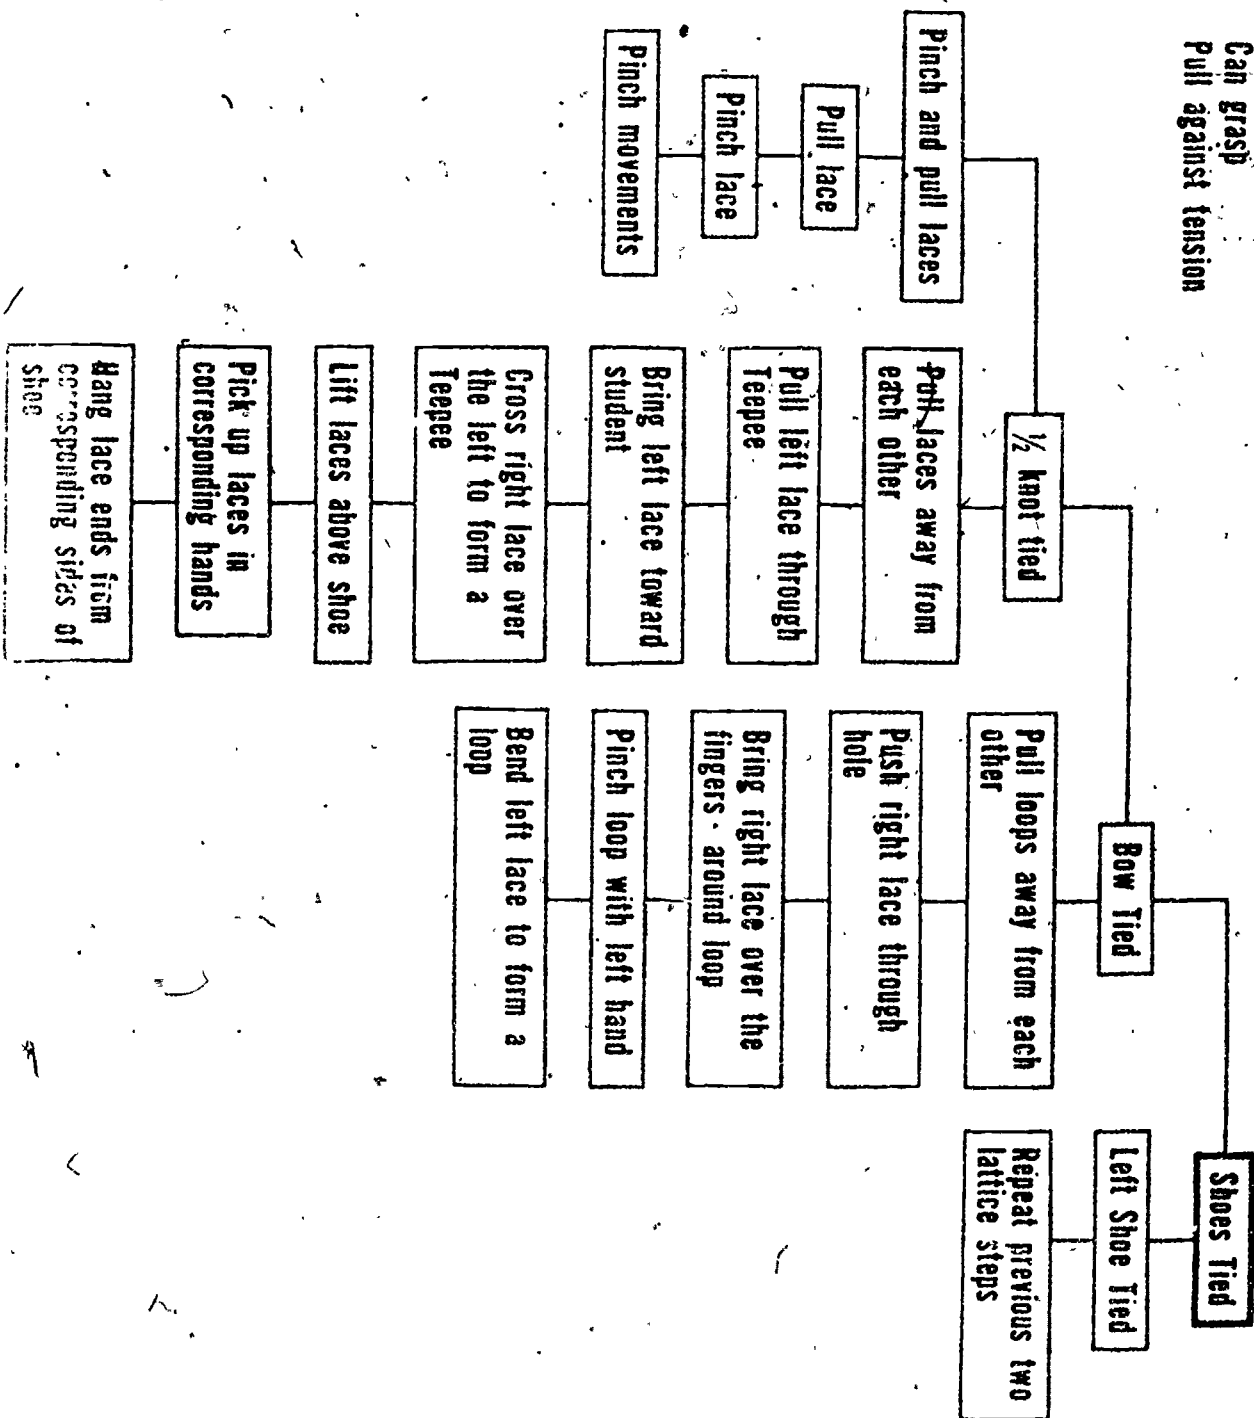 Can grasp
Pull against tension
Pinch and pull laces
Pull lace
Pinch lace
Pinch movements
½ knot tied
Pull laces away from
each other
Pull left lace through
Teepee
Bring left lace toward
student
Cross right lace over
the left to form a
Teepee
Lift laces above shoe
Pick up laces in
corresponding hands
Hang lace ends from
corresponding sides of
shoe
Bow Tied
Pull loops away from each
other
Push right lace through
hole
Bring right lace over the
fingers - around loop
Pinch loop with left hand
Bend left lace to form a
loop
Shoes Tied
Left Shoe Tied
Repeat previous two
lattice steps